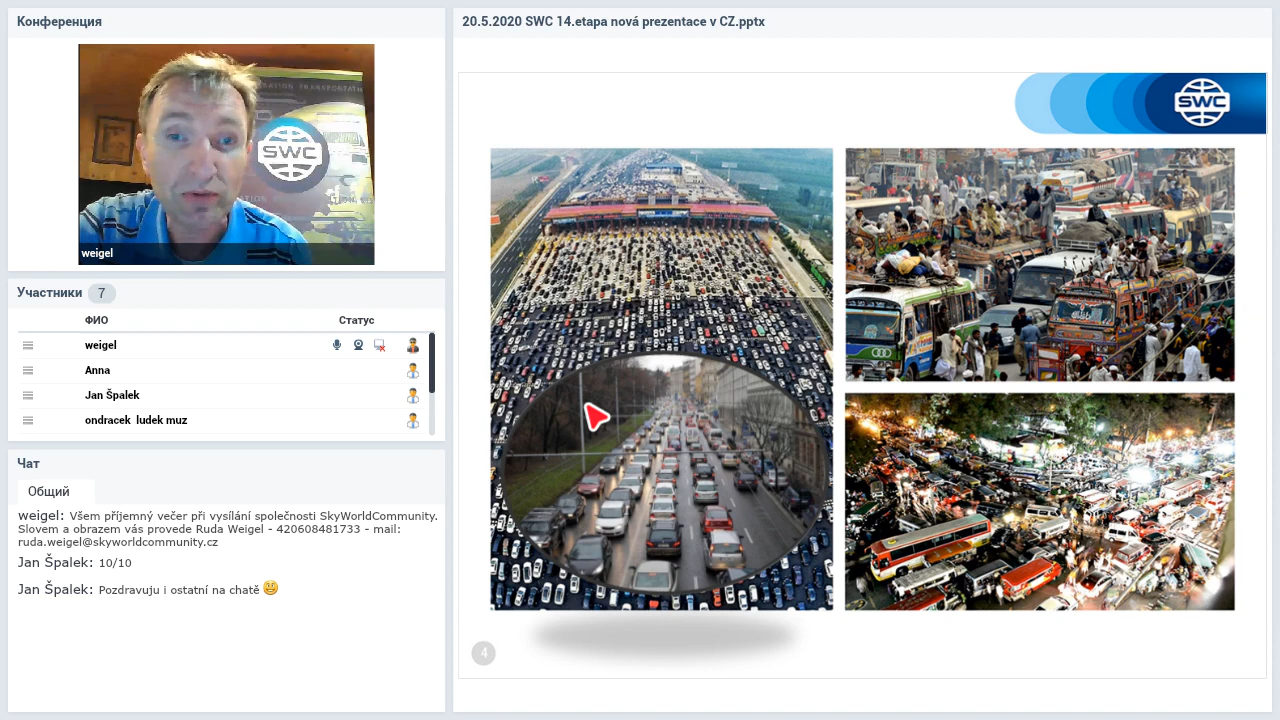 Конференция
SWC
weigel
Участники 7
ФИО Статус
weigel
Anna
Jan Špalek
ondracek ludek muz
Чат
Общий
weigel: Všem příjemný večer při vysílání společnosti SkyWorldCommunity.
Slovem a obrazem vás provede Ruda Weigel - 420608481733 - mail:
ruda.weigel@skyworldcommunity.cz
Jan Špalek: 10/10
Jan Špalek: Pozdravuju i ostatní na chatě
20.5.2020 SWC 14.etapa nová prezentace v CZ.pptx
SWC
4